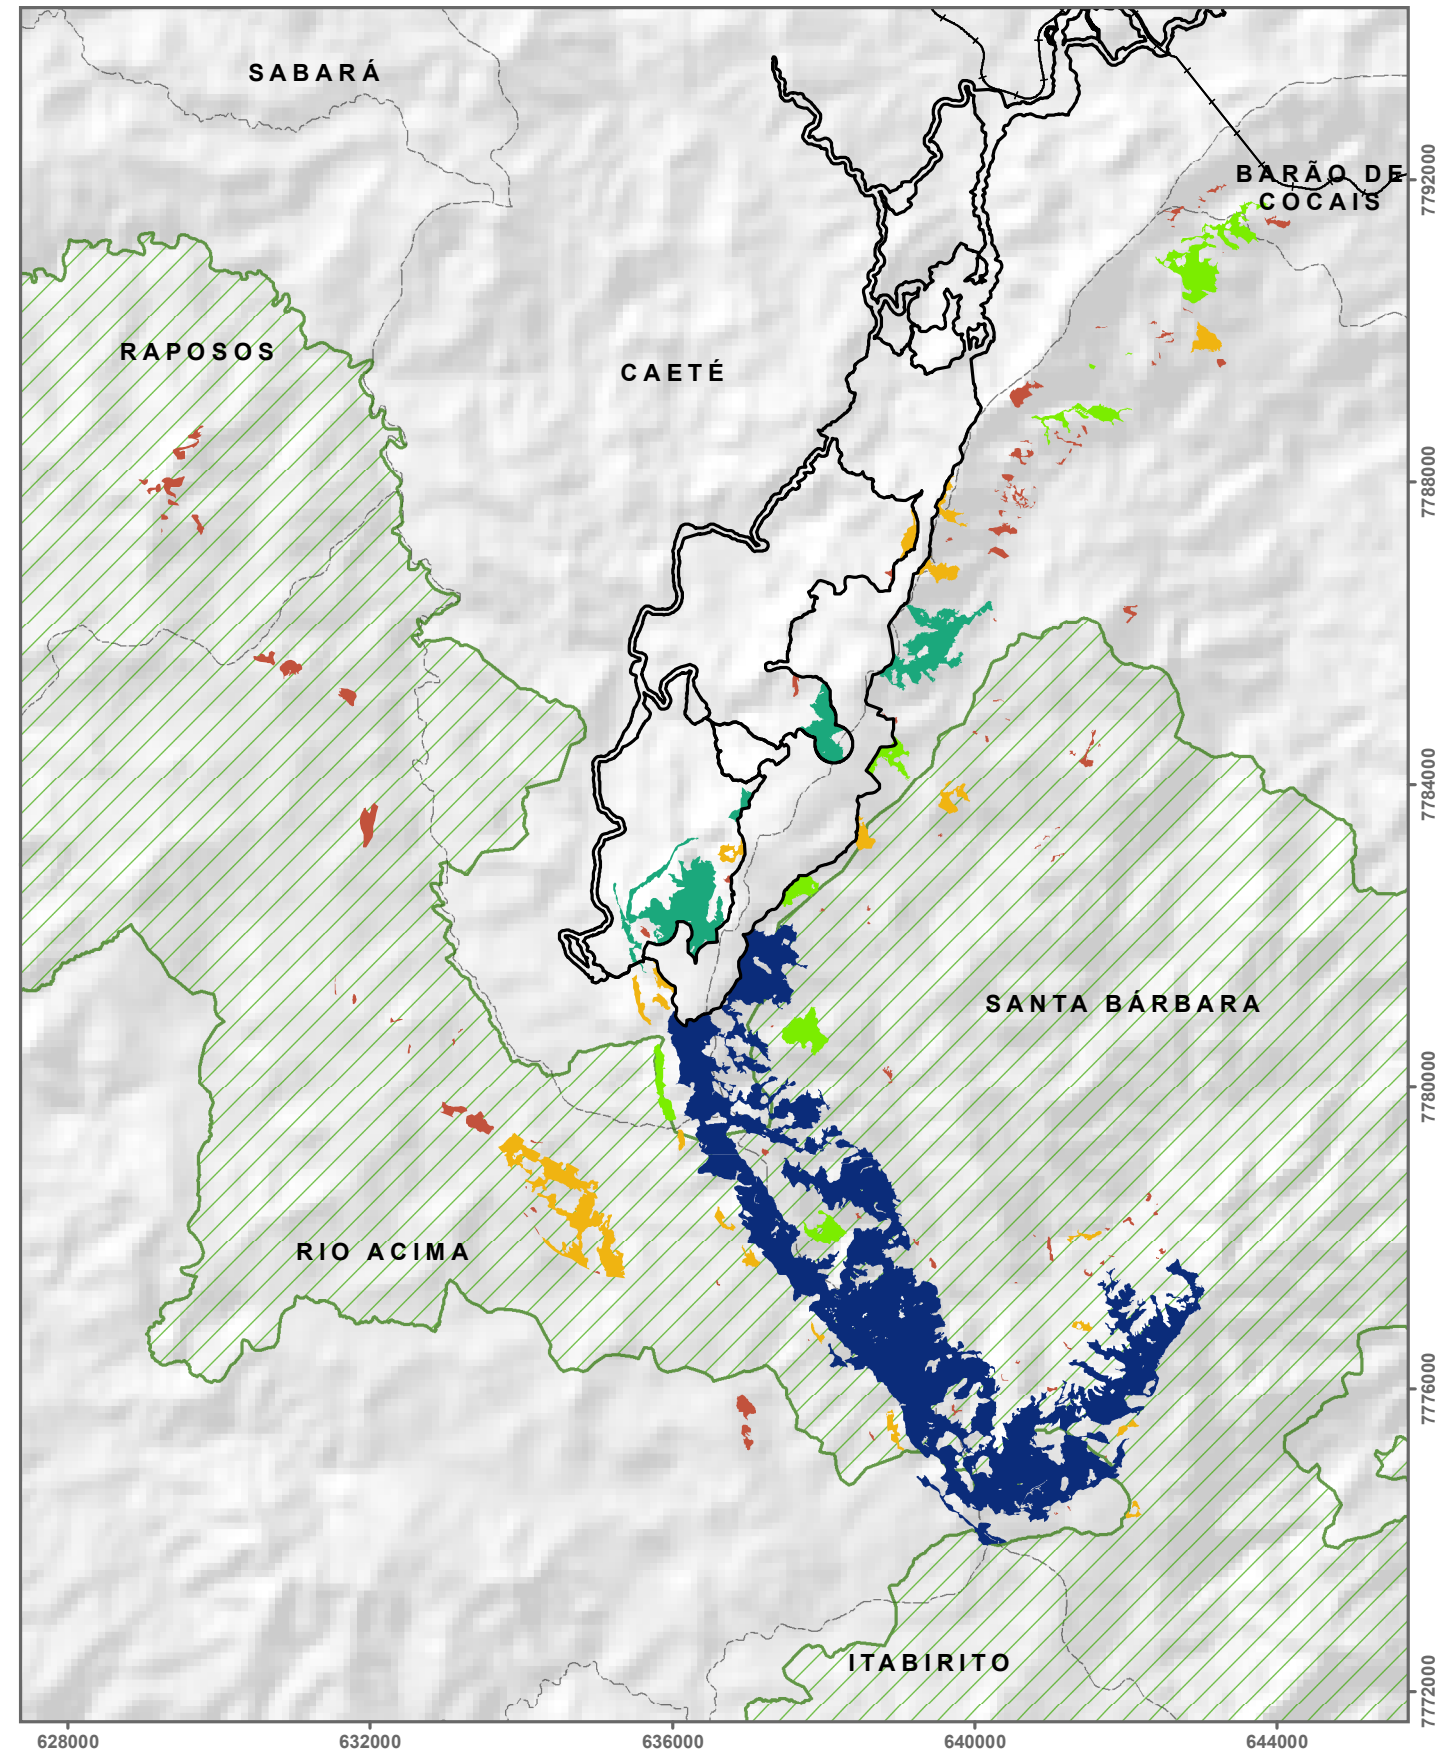 SABARÁ
BARÃO DE
COCAIS
RAPOSOS
CAETÉ
SANTA BÁRBARA
RIO ACIMA
ITABIRITO
7792000
7788000
7784000
7780000
7776000
7772000
628000
632000
636000
640000
644000